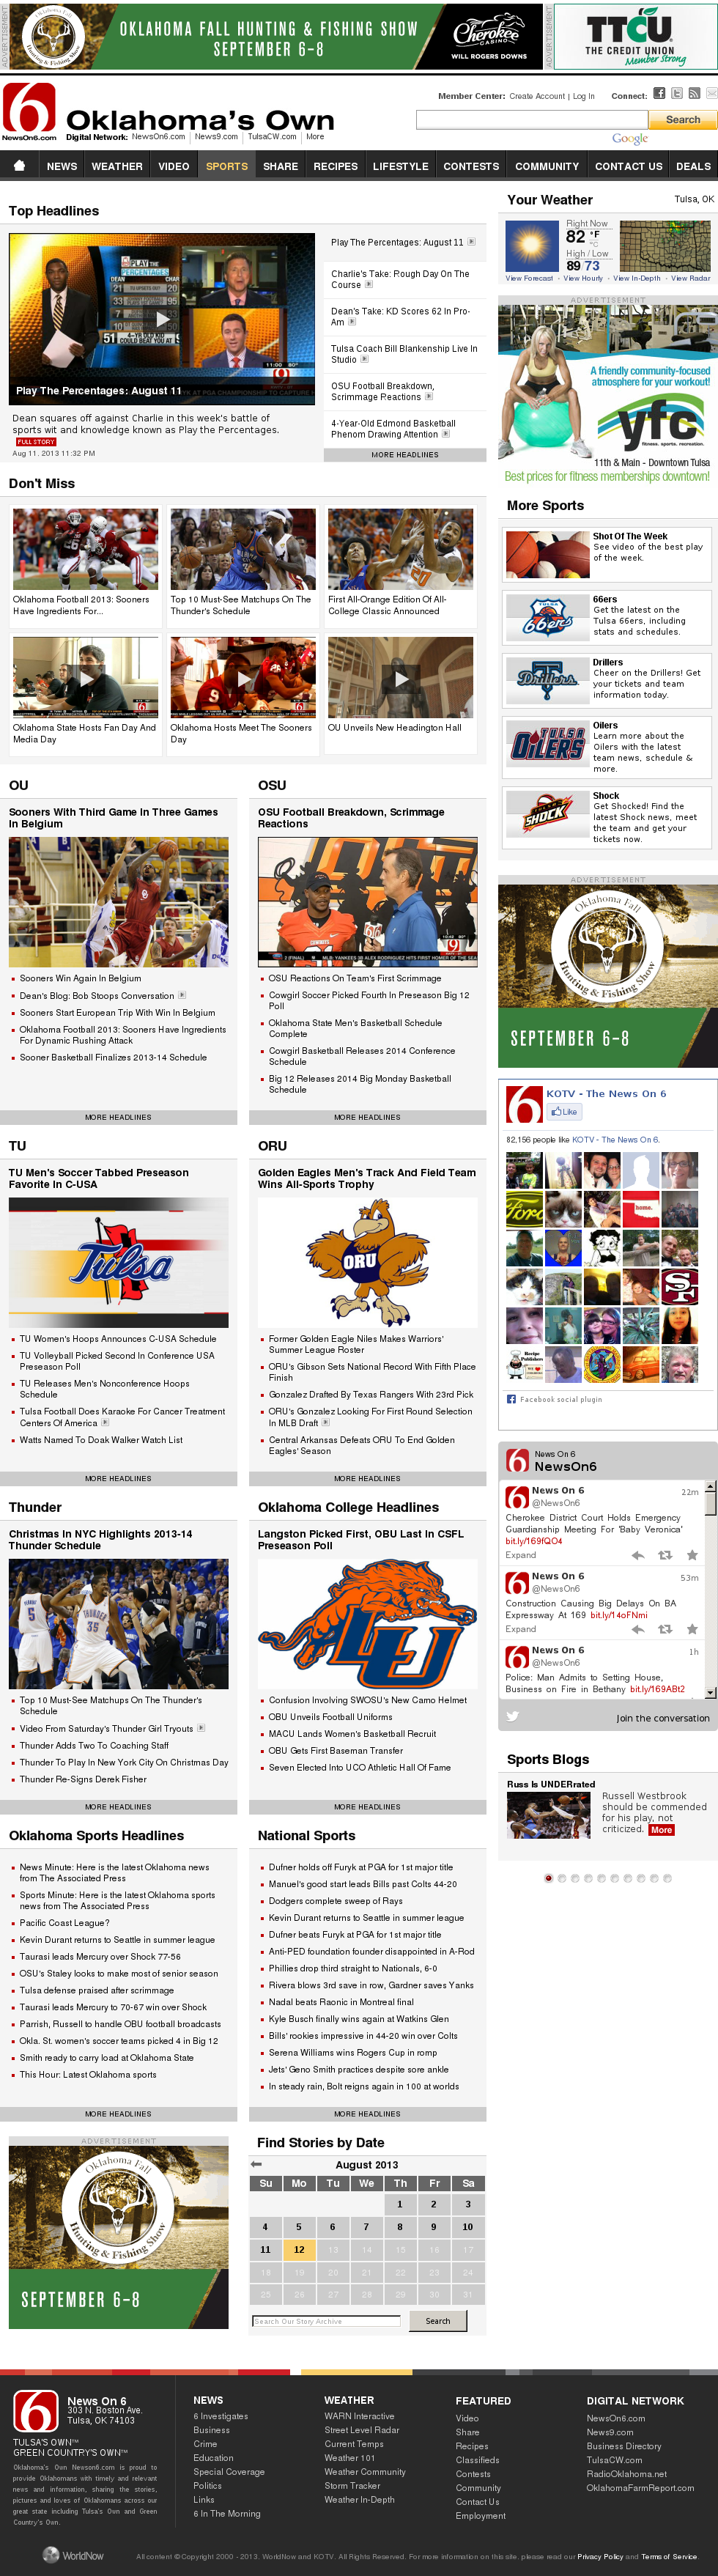 ADVERTISEMENT
OKLAHOMA HUNTING & FISHING SHOW
SEPTEMBER 6-8
CHEROKEE CASINO
WILL ROGERS DOWNS
ADVERTISEMENT
TTCU
THE CREDIT UNION
Member Strong
6
NewsOn6.com
Oklahoma's Own
Digital Network: NewsOn6.com News9.com TulsaCW.com More
Member Center: Create Account | Log In Connect:
Search
Google
NEWS WEATHER VIDEO SPORTS SHARE RECIPES LIFESTYLE CONTESTS COMMUNITY CONTACT US DEALS
Top Headlines
Play The Percentages: August 11
Dean squares off against Charlie in this week's battle of
sports wit and knowledge known as Play the Percentages.
FULL STORY
Aug 11, 2013 11:32 PM
Play The Percentages: August 11
Charlie's Take: Rough Day On The
Course
Dean's Take: KD Scores 62 In Pro-
Am
Tulsa Coach Bill Blankenship Live In
Studio
OSU Football Breakdown,
Scrimmage Reactions
4-Year-Old Edmond Basketball
Phenom Drawing Attention
MORE HEADLINES
Don't Miss
Oklahoma Football 2013: Sooners
Have Ingredients For...
Top 10 Must-See Matchups On The
Thunder's Schedule
First All-Orange Edition Of All-
College Classic Announced
Oklahoma State Hosts Fan Day And
Media Day
Oklahoma Hosts Meet The Sooners
Day
OU Unveils New Headington Hall
OU
Sooners With Third Game In Three Games
In Belgium
Sooners Win Again In Belgium
Dean's Blog: Bob Stoops Conversation
Sooners Start European Trip With Win In Belgium
Oklahoma Football 2013: Sooners Have Ingredients
For Dynamic Rushing Attack
Sooner Basketball Finalizes 2013-14 Schedule
MORE HEADLINES
OSU
OSU Football Breakdown, Scrimmage
Reactions
OSU Reactions On Team's First Scrimmage
Cowgirl Soccer Picked Fourth In Preseason Big 12
Poll
Oklahoma State Men's Basketball Schedule
Complete
Cowgirl Basketball Releases 2014 Conference
Schedule
Big 12 Releases 2014 Big Monday Basketball
Schedule
MORE HEADLINES
TU
TU Men's Soccer Tabbed Preseason
Favorite In C-USA
Tulsa
TU Women's Hoops Announces C-USA Schedule
TU Volleyball Picked Second In Conference USA
Preseason Poll
TU Releases Men's Nonconference Hoops
Schedule
Tulsa Football Does Karaoke For Cancer Treatment
Centers Of America
Watts Named To Doak Walker Watch List
MORE HEADLINES
ORU
Golden Eagles Men's Track And Field Team
Wins All-Sports Trophy
ORU
Former Golden Eagle Niles Makes Warriors'
Summer League Roster
ORU's Gibson Sets National Record With Fifth Place
Finish
Gonzalez Drafted By Texas Rangers With 23rd Pick
ORU's Gonzalez Looking For First Round Selection
In MLB Draft
Central Arkansas Defeats ORU To End Golden
Eagles' Season
MORE HEADLINES
Thunder
Christmas In NYC Highlights 2013-14
Thunder Schedule
Top 10 Must-See Matchups On The Thunder's
Schedule
Video From Saturday's Thunder Girl Tryouts
Thunder Adds Two To Coaching Staff
Thunder To Play In New York City On Christmas Day
Thunder Re-Signs Derek Fisher
MORE HEADLINES
Oklahoma College Headlines
Langston Picked First, OBU Last In CSFL
Preseason Poll
LU
Confusion Involving SWOSU's New Camo Helmet
OBU Unveils Football Uniforms
MACU Lands Women's Basketball Recruit
OBU Gets First Baseman Transfer
Seven Elected Into UCO Athletic Hall Of Fame
MORE HEADLINES
Oklahoma Sports Headlines
News Minute: Here is the latest Oklahoma news
from The Associated Press
Sports Minute: Here is the latest Oklahoma sports
news from The Associated Press
Pacific Coast League?
Kevin Durant returns to Seattle in summer league
Taurasi leads Mercury over Shock 77-56
OSU's Staley looks to make most of senior season
Tulsa defense praised after scrimmage
Taurasi leads Mercury to 70-67 win over Shock
Parrish, Russell to handle OBU football broadcasts
Okla. St. women's soccer teams picked 4 in Big 12
Smith ready to carry load at Oklahoma State
This Hour: Latest Oklahoma sports
MORE HEADLINES
National Sports
Dufner holds off Furyk at PGA for 1st major title
Manuel's good start leads Bills past Colts 44-20
Dodgers complete sweep of Rays
Kevin Durant returns to Seattle in summer league
Dufner beats Furyk at PGA for 1st major title
Anti-PED foundation founder disappointed in A-Rod
Phillies drop third straight to Nationals, 6-0
Rivera blows 3rd save in row, Gardner saves Yanks
Nadal beats Raonic in Montreal final
Kyle Busch finally wins again at Watkins Glen
Bills' rookies impressive in 44-20 win over Colts
Serena Williams wins Rogers Cup in romp
Jets' Geno Smith practices despite sore ankle
In steady rain, Bolt reigns again in 100 at worlds
MORE HEADLINES
ADVERTISEMENT
Oklahoma Fall
Hunting & Fishing Show
SEPTEMBER 6-8
Find Stories by Date
August 2013
Su Mo Tu We Th Fr Sa
1 2 3
4 5 6 7 8 9 10
11 12 13 14 15 16 17
18 19 20 21 22 23 24
25 26 27 28 29 30 31
Search Our Story Archive
Search
Your Weather
Tulsa, OK
Right Now
82 °F
°C
High / Low
89 73
View Forecast - View Hourly - View In-Depth - View Radar
ADVERTISEMENT
A friendly community-focused
atmosphere for your workout!
yfc
fitness. sports. recreation.
11th & Main - Downtown Tulsa
Best prices for fitness memberships downtown!
More Sports
Shot Of The Week
See video of the best play
of the week.
66ers
Get the latest on the
Tulsa 66ers, including
stats and schedules.
Drillers
Cheer on the Drillers! Get
your tickets and team
information today.
Oilers
Learn more about the
Oilers with the latest
team news, schedule &
more.
Shock
Get Shocked! Find the
latest Shock news, meet
the team and get your
tickets now.
ADVERTISEMENT
Oklahoma Fall
Hunting & Fishing Show
SEPTEMBER 6-8
KOTV - The News On 6
Like
82,156 people like KOTV - The News On 6.
Facebook social plugin
News On 6
NewsOn6
News On 6 22m
@NewsOn6
Cherokee District Court Holds Emergency
Guardianship Meeting For 'Baby Veronica'
bit.ly/169fQO4
Expand
News On 6 53m
@NewsOn6
Construction Causing Big Delays On BA
Expressway At 169 bit.ly/14oFNmi
Expand
News On 6 1h
@NewsOn6
Police: Man Admits to Setting House,
Business on Fire in Bethany bit.ly/169ABt2
Join the conversation
Sports Blogs
Russ Is UNDERrated
Russell Westbrook
should be commended
for his play, not
criticized. More
News On 6
303 N. Boston Ave.
Tulsa, OK 74103
TULSA'S OWN™
GREEN COUNTRY'S OWN™
Oklahoma's Own Newson6.com is proud to
provide Oklahomans with timely and relevant
news and information, sharing the stories,
pictures and loves of Oklahomans across our
great state including Tulsa's Own and Green
Country's Own.
NEWS
6 Investigates
Business
Crime
Education
Special Coverage
Politics
Links
6 In The Morning
WEATHER
WARN Interactive
Street Level Radar
Current Temps
Weather 101
Weather Community
Storm Tracker
Weather In-Depth
FEATURED
Video
Share
Recipes
Classifieds
Contests
Community
Contact Us
Employment
DIGITAL NETWORK
NewsOn6.com
News9.com
Business Directory
TulsaCW.com
RadioOklahoma.net
OklahomaFarmReport.com
WorldNow
All content © Copyright 2000 - 2013, WorldNow and KOTV. All Rights Reserved. For more information on this site, please read our Privacy Policy and Terms of Service.